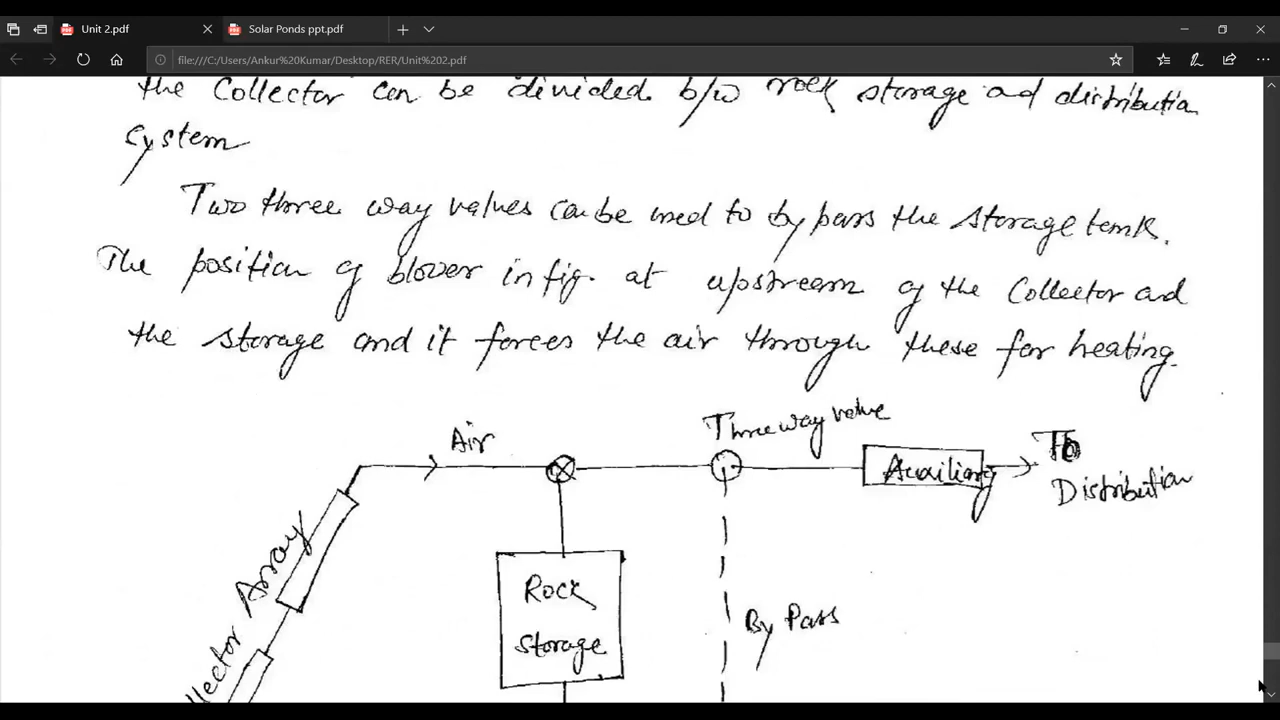 Unit 2.pdf
Solar Ponds ppt.pdf
file:///C:/Users/Ankur%20Kumar/Desktop/RER/Unit%202.pdf
the Collector can be divided b/w rock storage and distribution
system
Two three way values can be used to by pass the storage tank.
The position of blower in fig. at upstream of the Collector and
the storage and it forces the air through these for heating.
Air
Three way value
Auxiliary
To
Distribution
Collector Array
Rock
Storage
By Pass